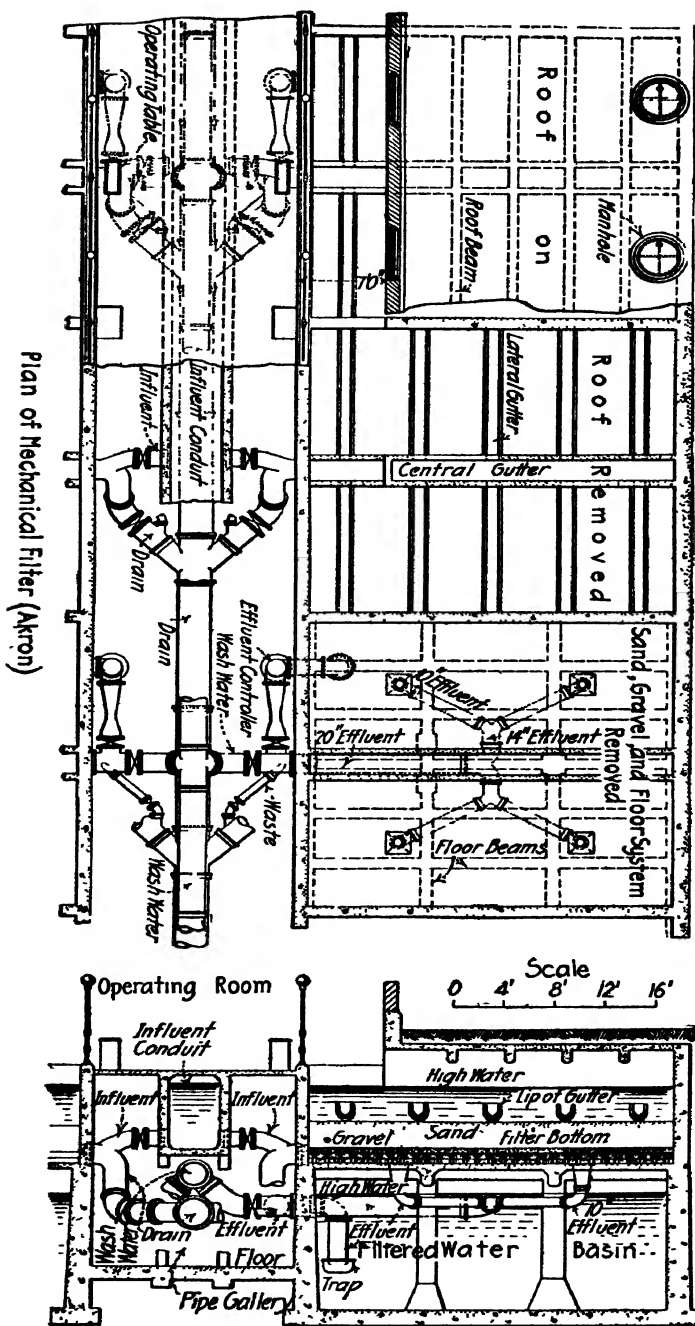 Roof on
Manhole
Roof Beam
10"
Operating Table
Plan of Mechanical Filter (Akron)
Influent
Influent Conduit
Lateral Gutter
Roof Removed
Central Gutter
Drain
Drain
Effluent Controller
Wash Water
Waste
Wash Water
Sand, Gravel, and Floor System
Removed
10" Effluent
20" Effluent
14" Effluent
Floor Beams
Operating Room
Scale
0 4' 8' 12' 16'
Influent
Conduit
High Water
Influent
Influent
Lip of Gutter
Gravel
Sand
Filter Bottom
High Water
Wash
Water
Drain
Effluent
Floor
Effluent
10"
Effluent
Filtered Water Basin
Trap
Pipe Gallery